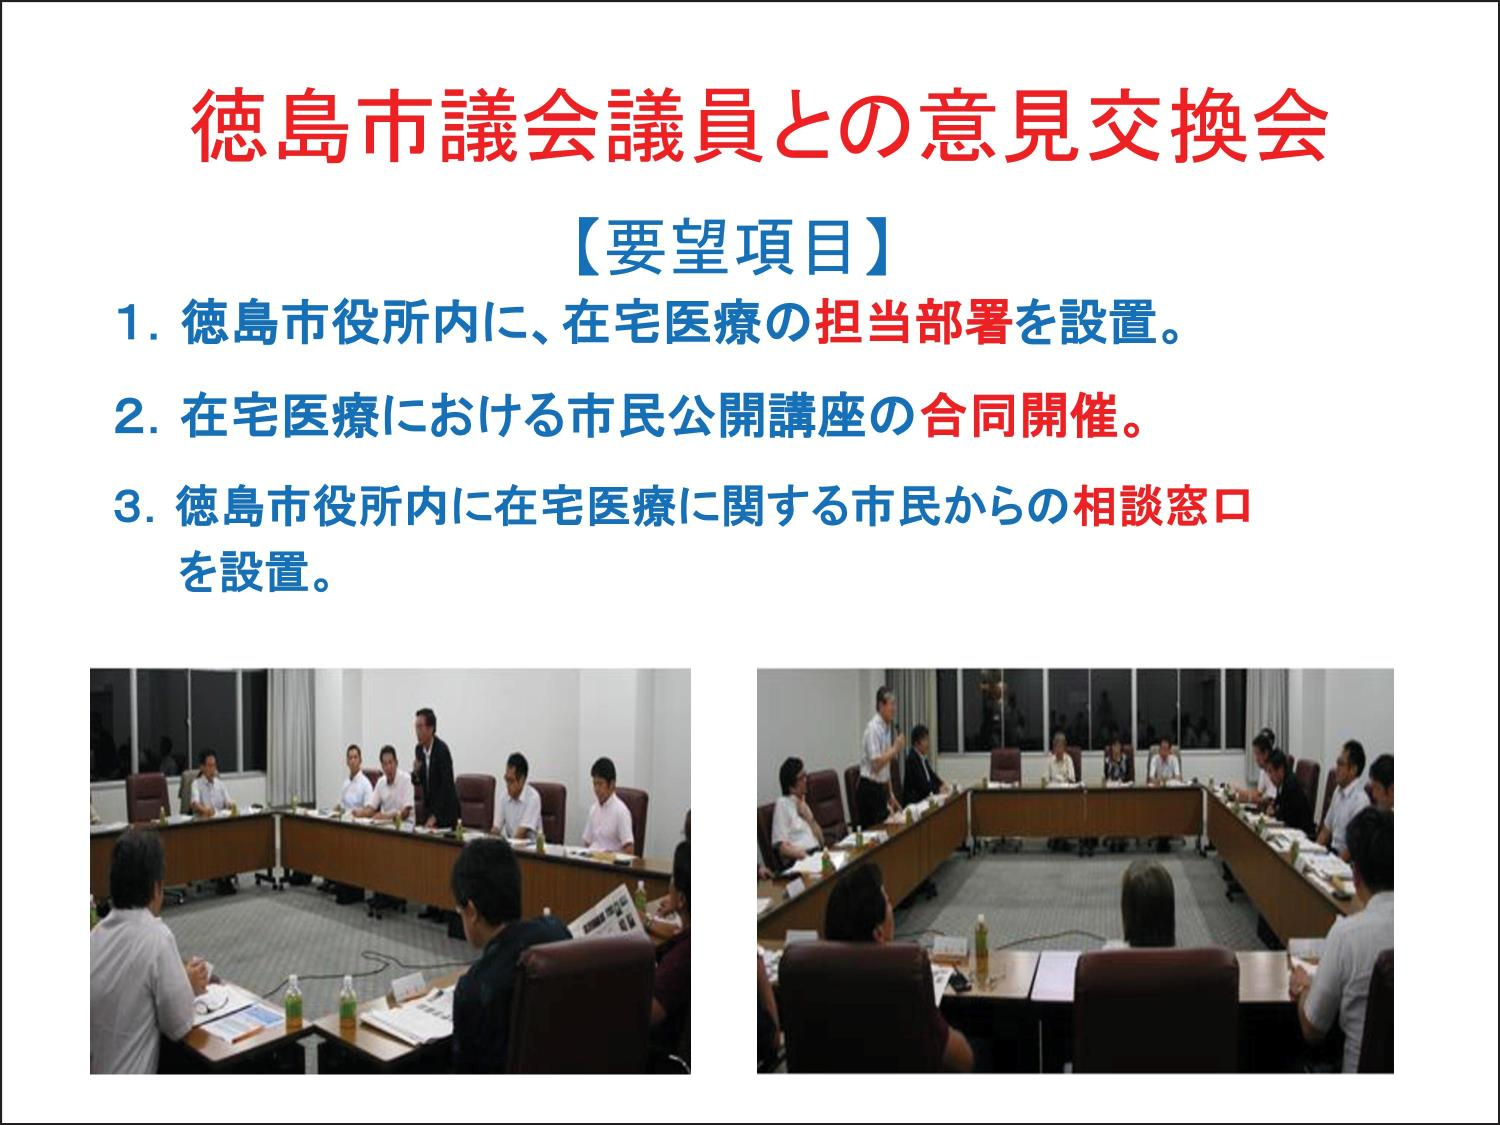 徳島市議会議員との意見交換会
【要望項目】
1. 徳島市役所内に、在宅医療の担当部署を設置。
2. 在宅医療における市民公開講座の合同開催。
3. 徳島市役所内に在宅医療に関する市民からの相談窓口
を設置。